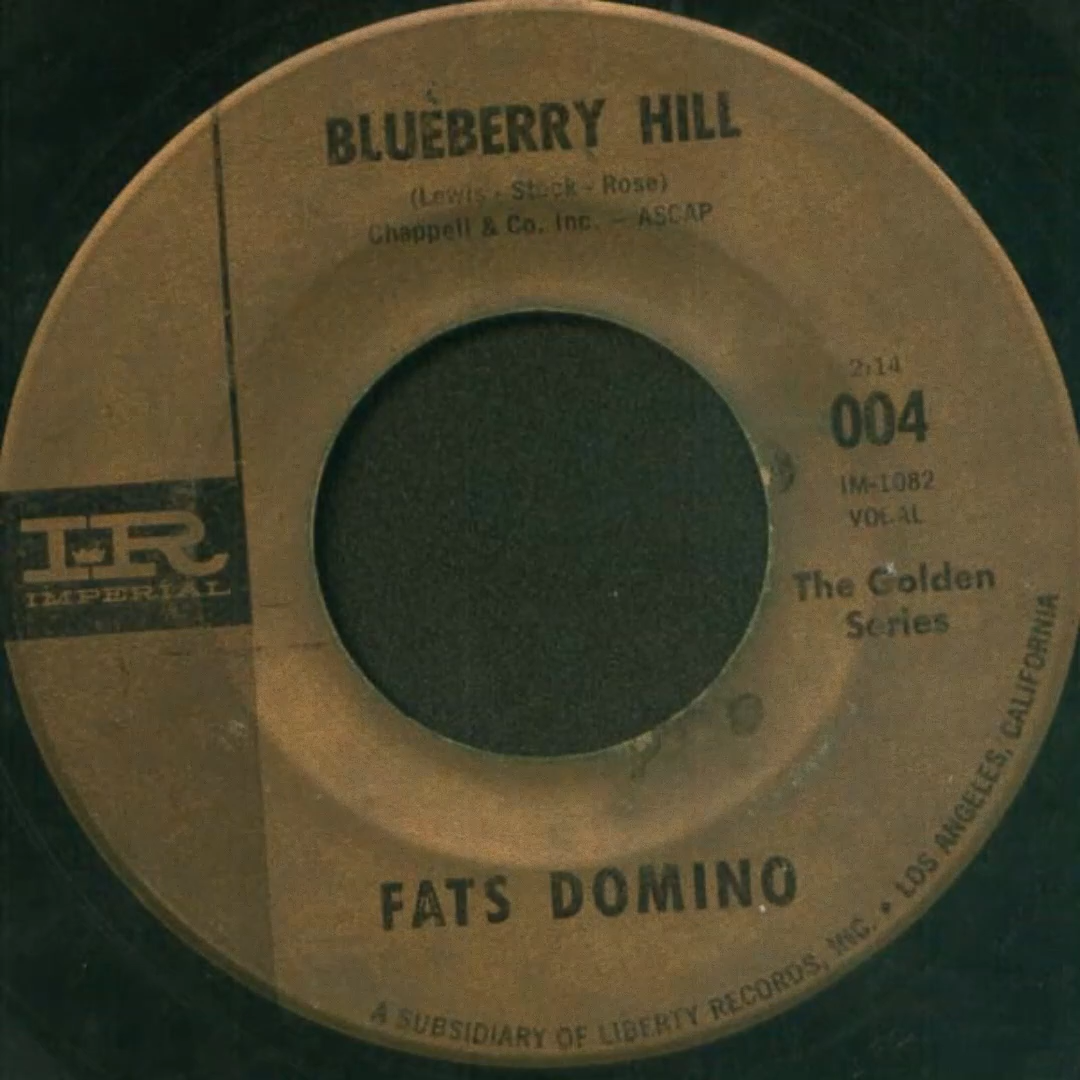 BLUEBERRY HILL
(Lewis - Stock - Rose)
Chappell & Co. Inc. - ASCAP
2:14
004
IM-1082
VOCAL
IR
IMPERIAL
The Golden
Series
FATS DOMINO
A SUBSIDIARY OF LIBERTY RECORDS, INC. • LOS ANGELES, CALIFORNIA